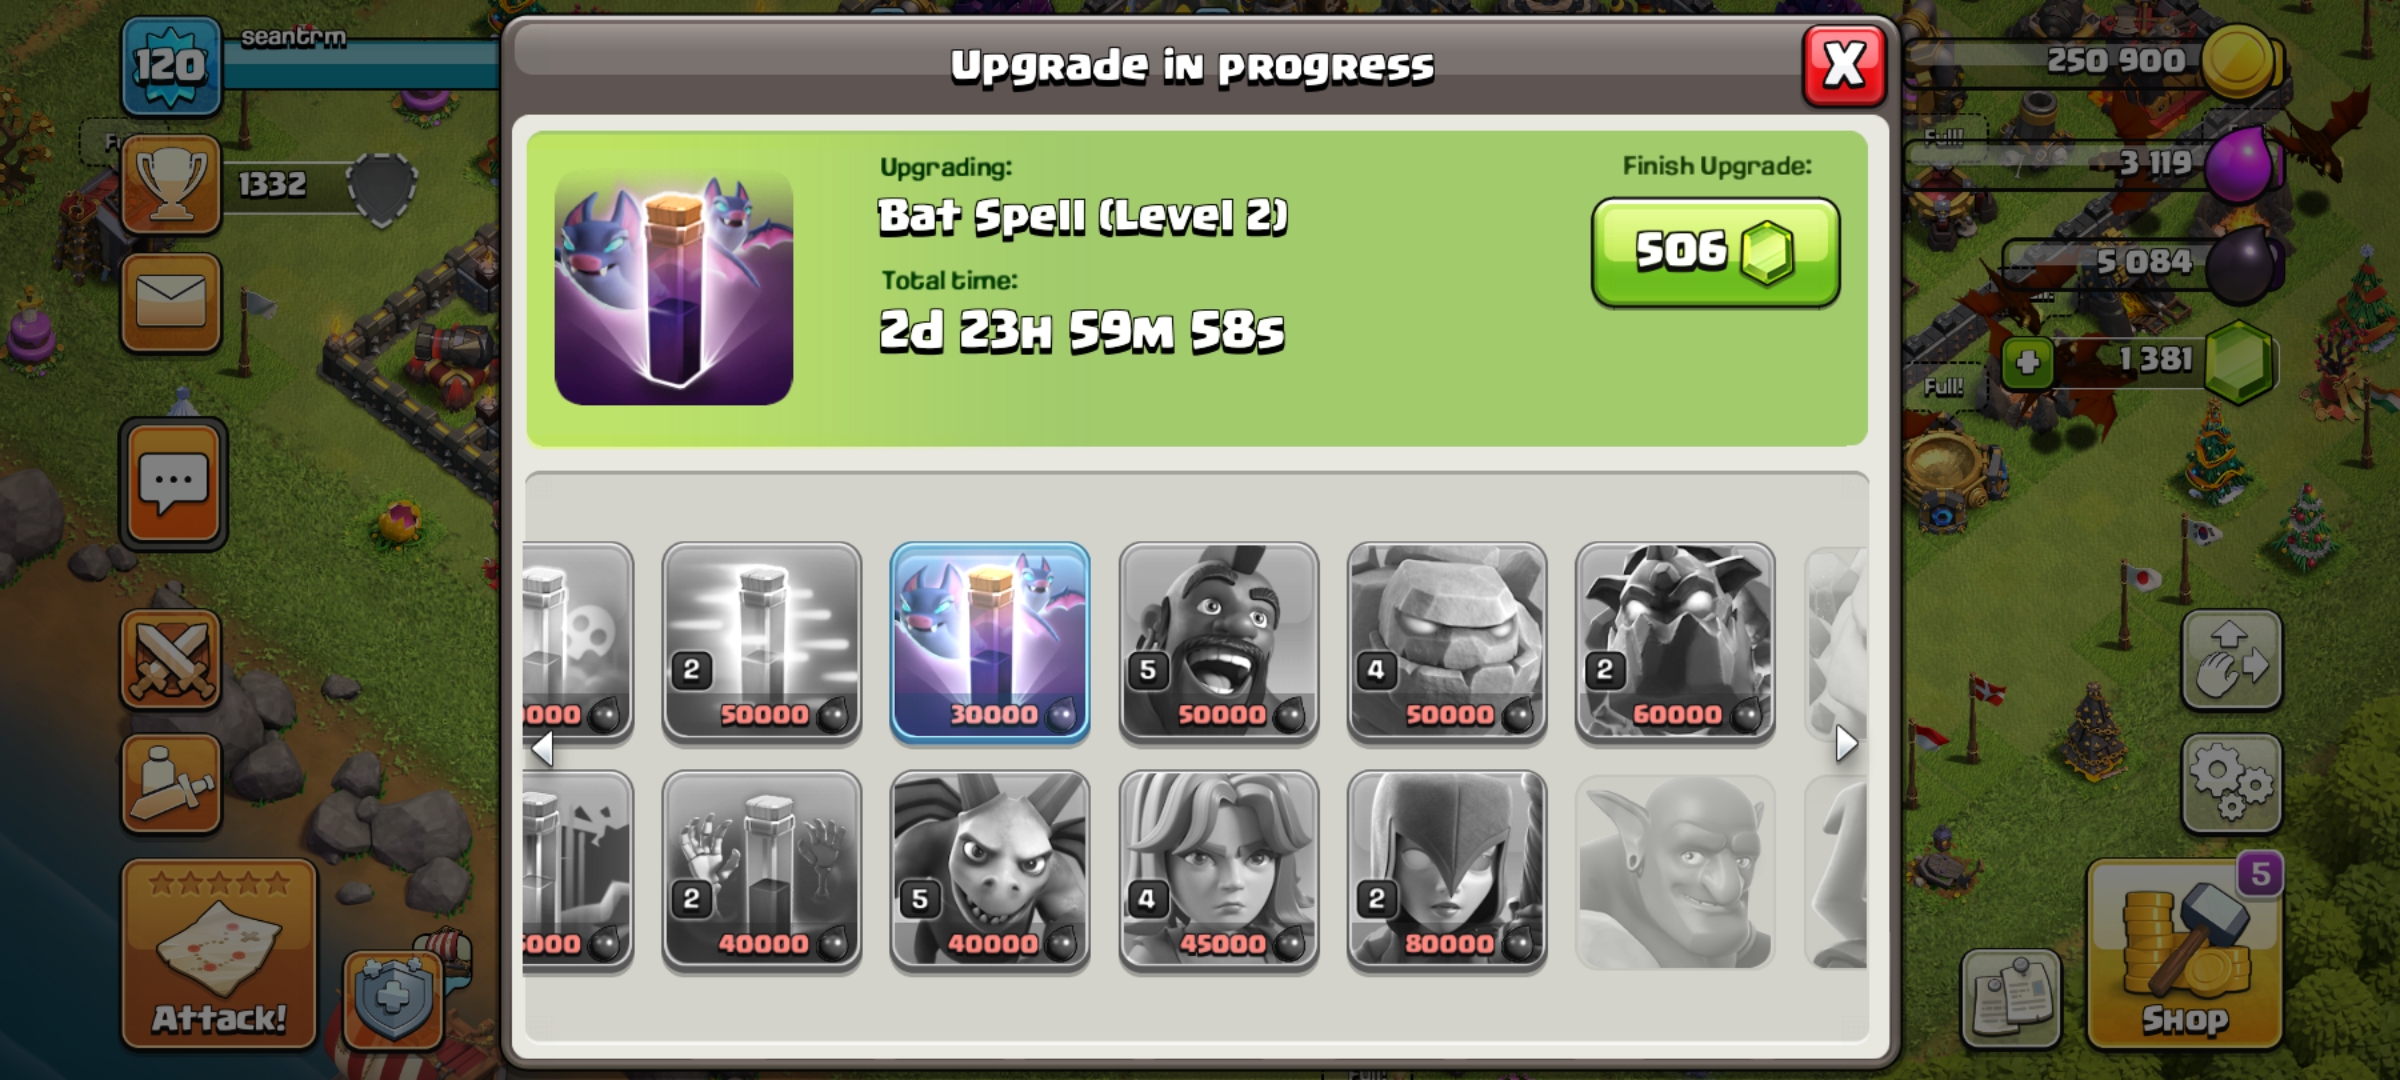 120
seantrm
1332
Attack!
Upgrade in progress
X
Upgrading:
Bat Spell (Level 2)
Total time:
2d 23H 59M 58s
Finish Upgrade:
506
2
50000
30000
5
50000
4
50000
2
60000
2
40000
5
40000
4
45000
2
80000
250 900
Full!
3 119
5 084
1 381
Full!
5
Shop